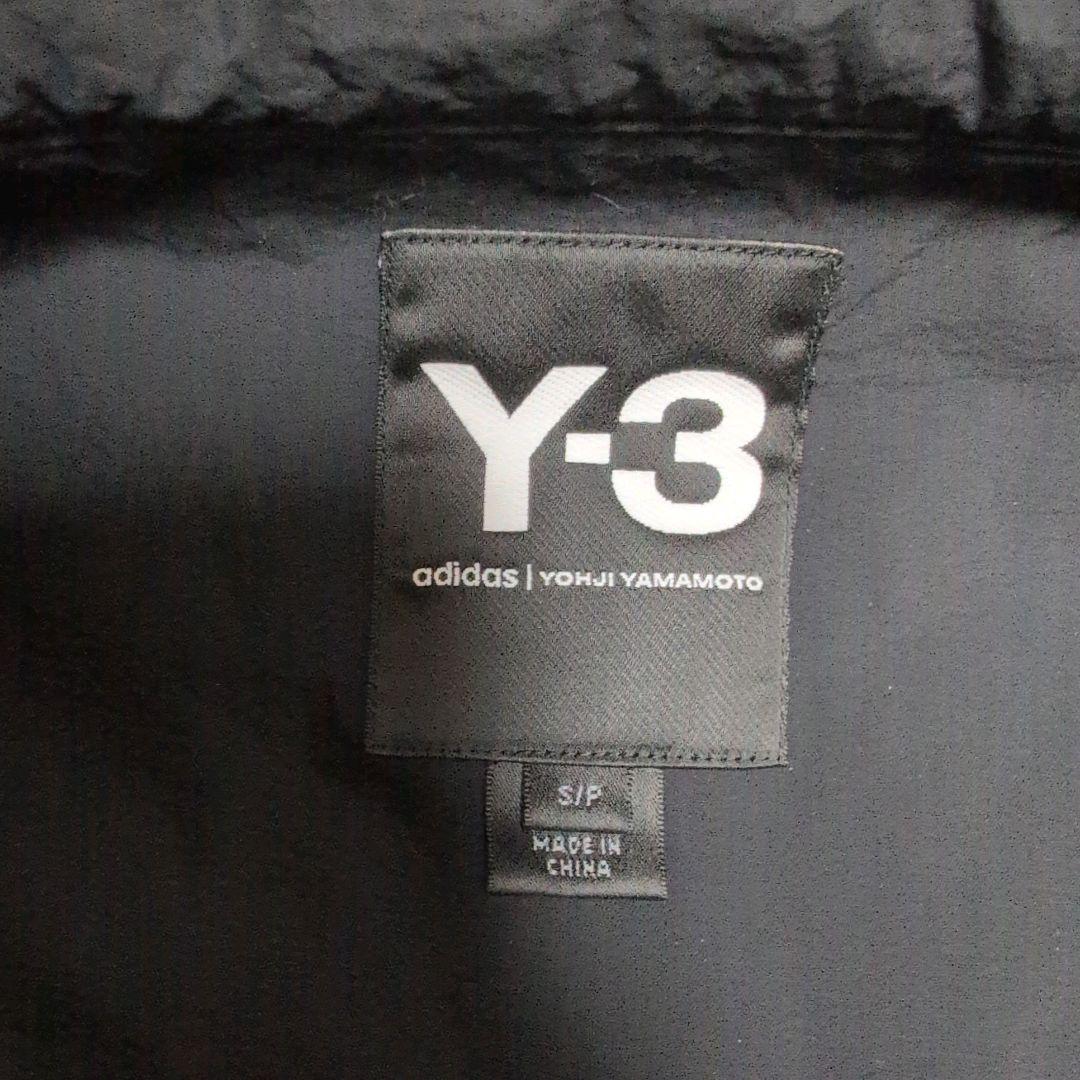 Y-3
adidas | YOHJI YAMAMOTO
S/P
MADE IN
CHINA